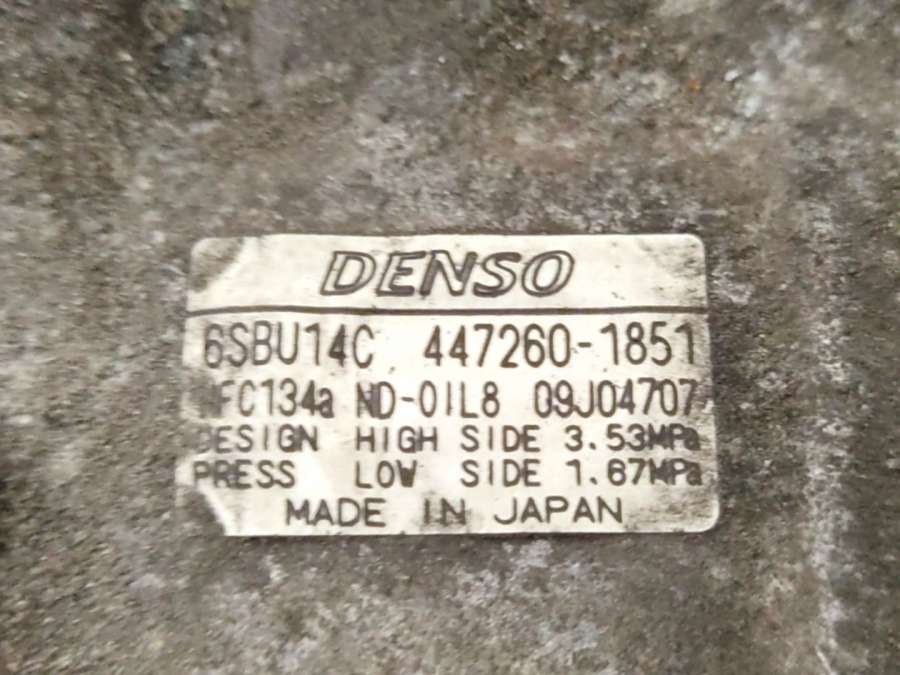 DENSO
6SBU14C 447260-1851
HFC134a ND-OIL8 09J04707
DESIGN HIGH SIDE 3.53MPa
PRESS LOW SIDE 1.67MPa
MADE IN JAPAN